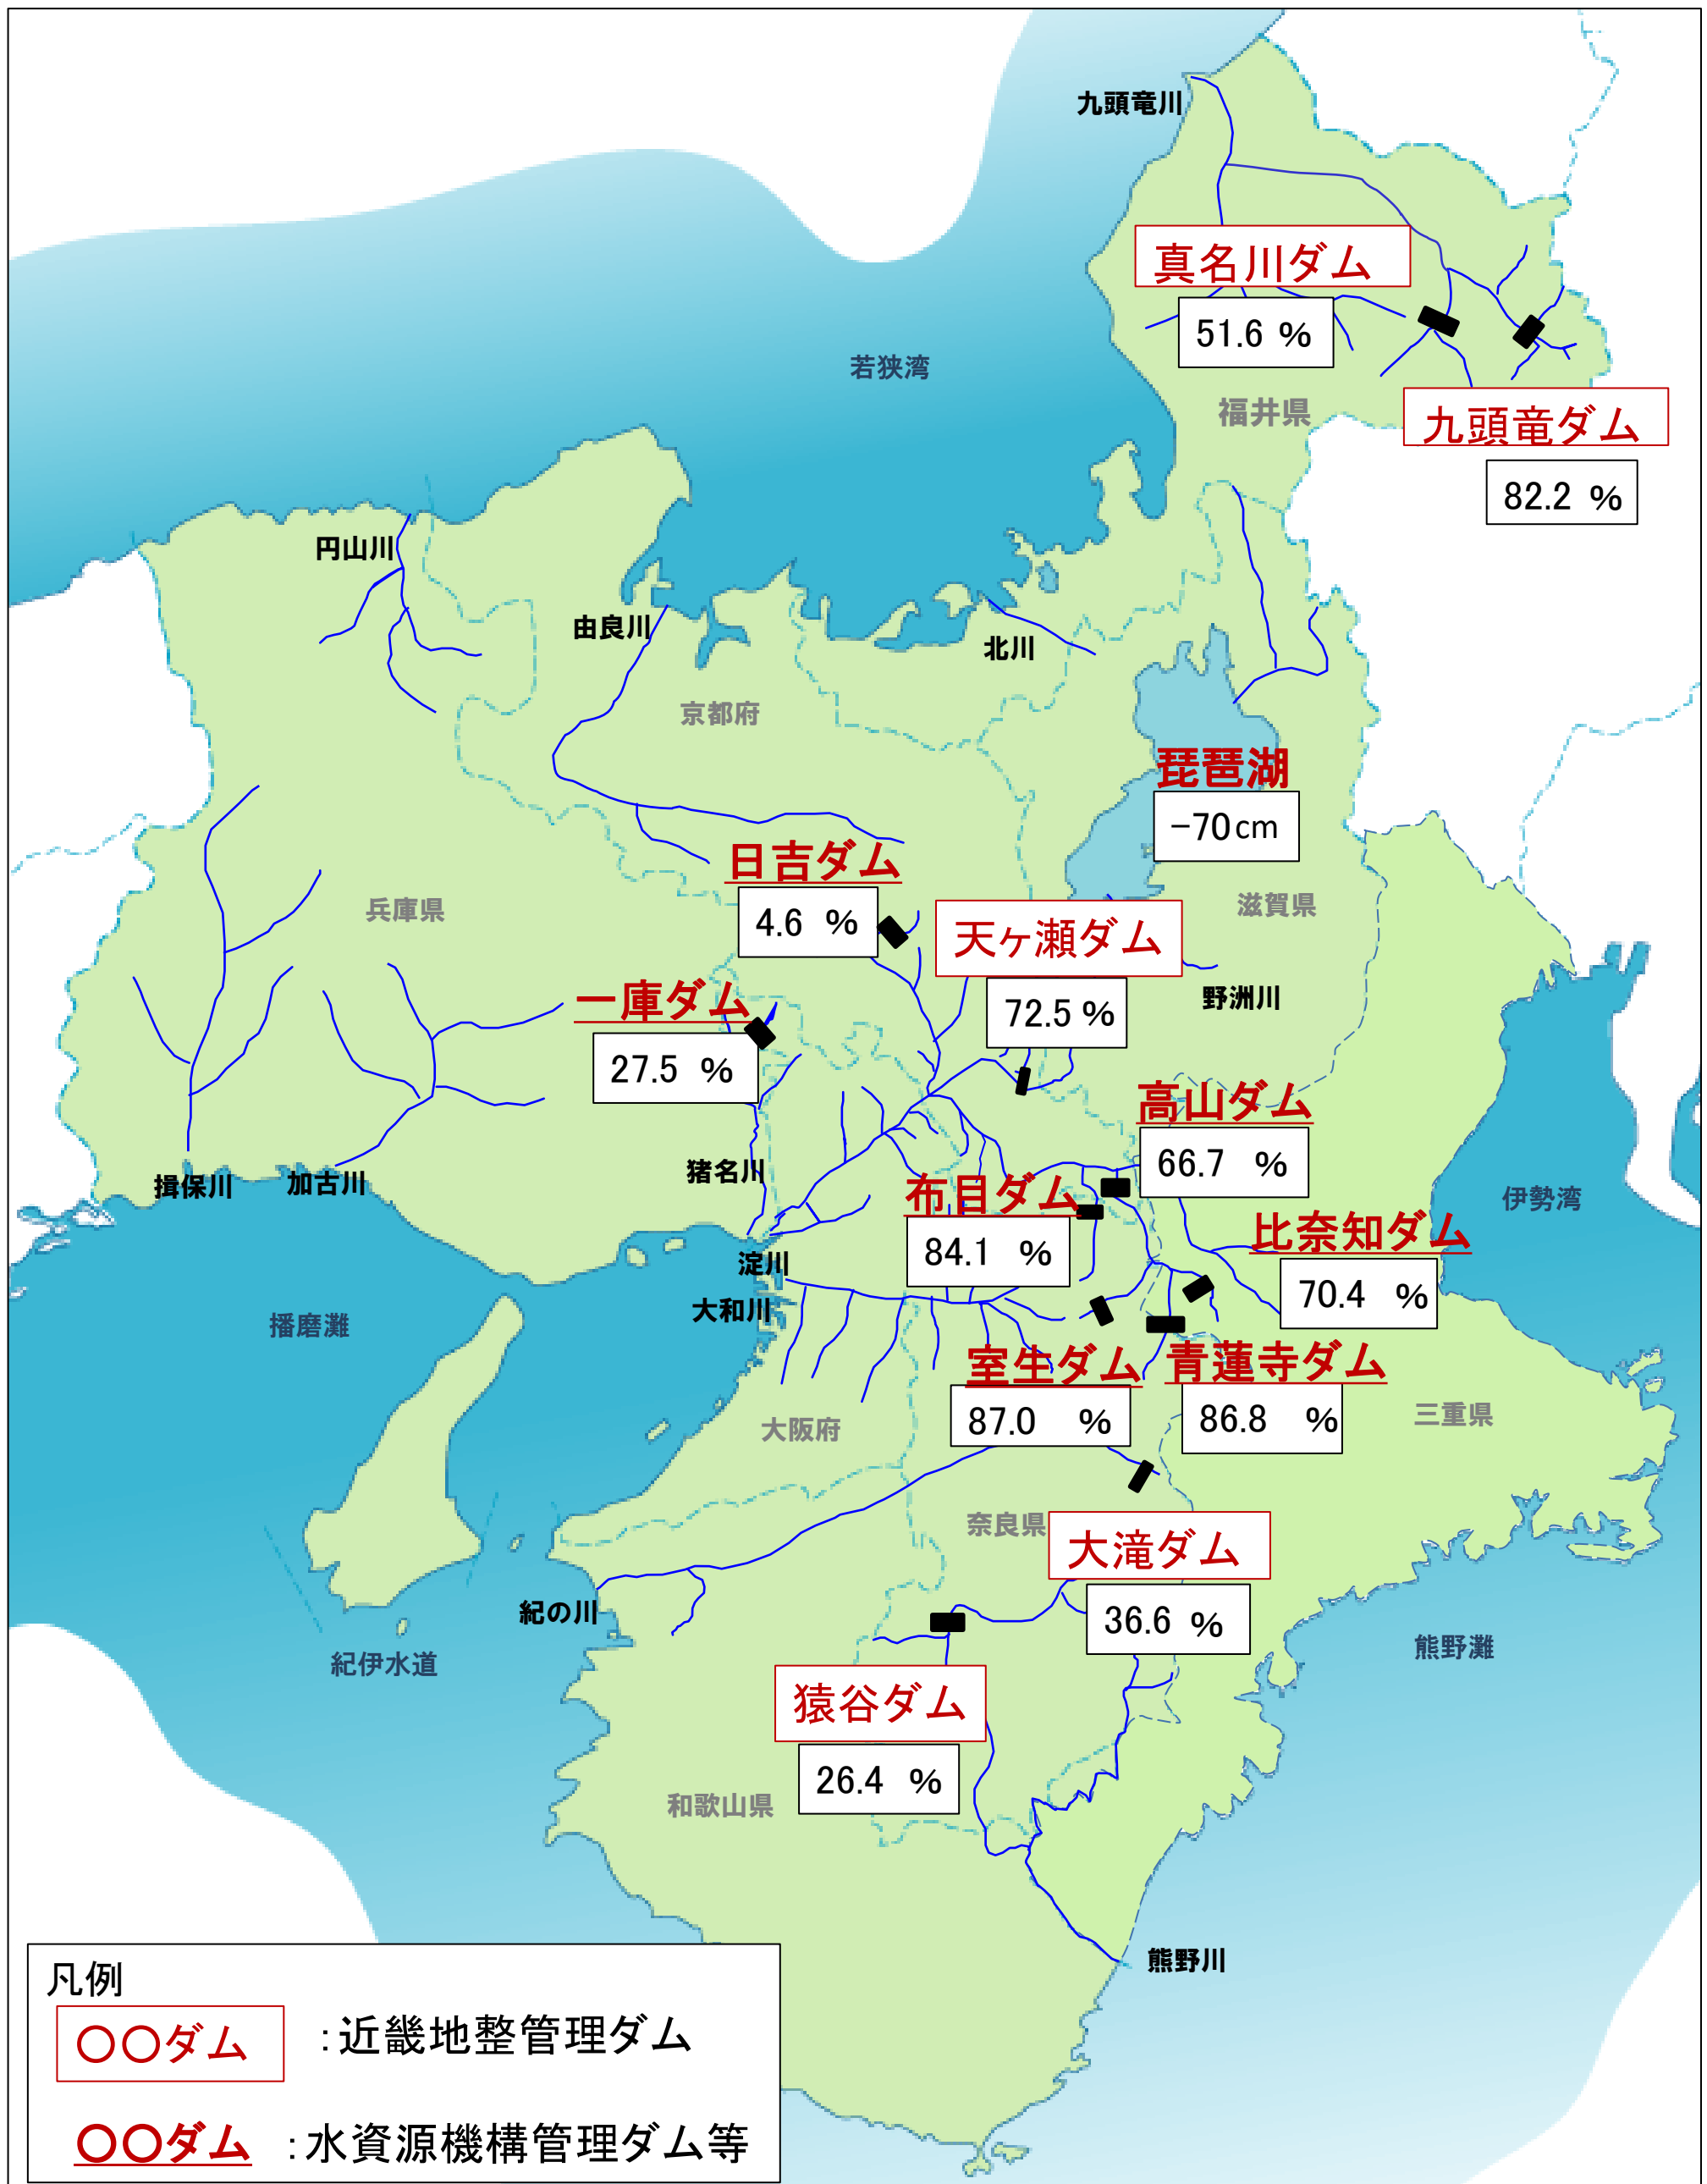 九頭竜川
真名川ダム
51.6 %
若狭湾
福井県
九頭竜ダム
82.2 %
円山川
由良川
北川
京都府
琵琶湖
−70cm
日吉ダム
4.6 %
兵庫県
滋賀県
天ヶ瀬ダム
72.5 %
野洲川
一庫ダム
27.5 %
高山ダム
66.7 %
猪名川
揖保川
加古川
布目ダム
84.1 %
伊勢湾
比奈知ダム
70.4 %
淀川
大和川
播磨灘
室生ダム
87.0 %
青蓮寺ダム
86.8 %
大阪府
三重県
奈良県
大滝ダム
36.6 %
紀の川
紀伊水道
熊野灘
猿谷ダム
26.4 %
和歌山県
熊野川
凡例
〇〇ダム ：近畿地整管理ダム
〇〇ダム ：水資源機構管理ダム等